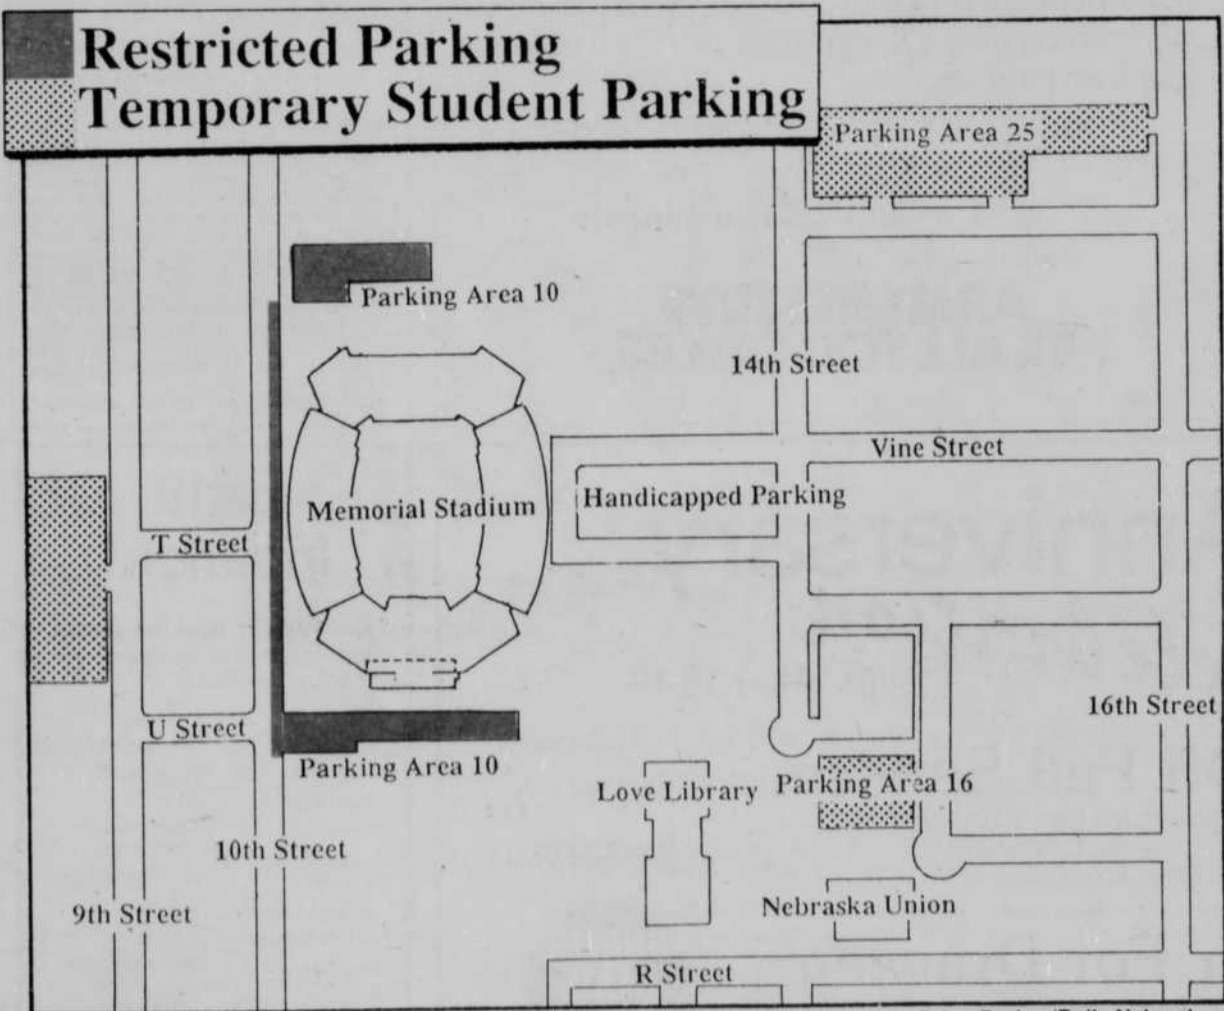 Restricted Parking
Temporary Student Parking
Parking Area 25
Parking Area 10
14th Street
Vine Street
Handicapped Parking
Memorial Stadium
T Street
16th Street
U Street
Parking Area 10
Love Library
Parking Area 16
10th Street
Nebraska Union
9th Street
R Street